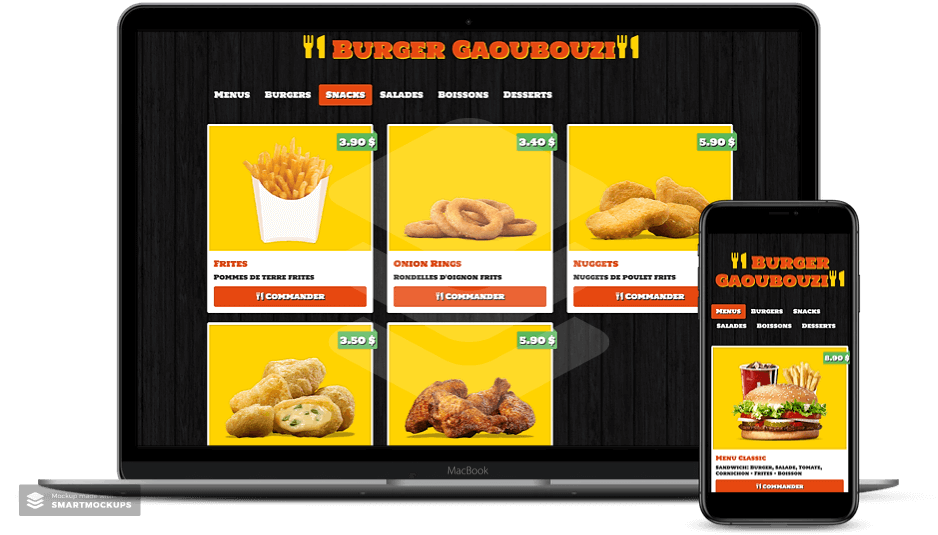 Burger Gaoubouzi
Menus Burgers Snacks Salades Boissons Desserts
3.90 $
3.40 $
5.90 $
Frites
Pommes de terre frites
Commander
Onion Rings
Rondelles d'oignon frits
Commander
Nuggets
Nuggets de poulet frits
Commander
3.50 $
5.90 $
MacBook
Burger
Gaoubouzi
Menus Burgers Snacks
Salades Boissons Desserts
8.90 $
Menu Classic
Sandwich: Burger, Salade, Tomate,
Cornichon + Frites + Boisson
Commander
Mockup made with
SMARTMOCKUPS